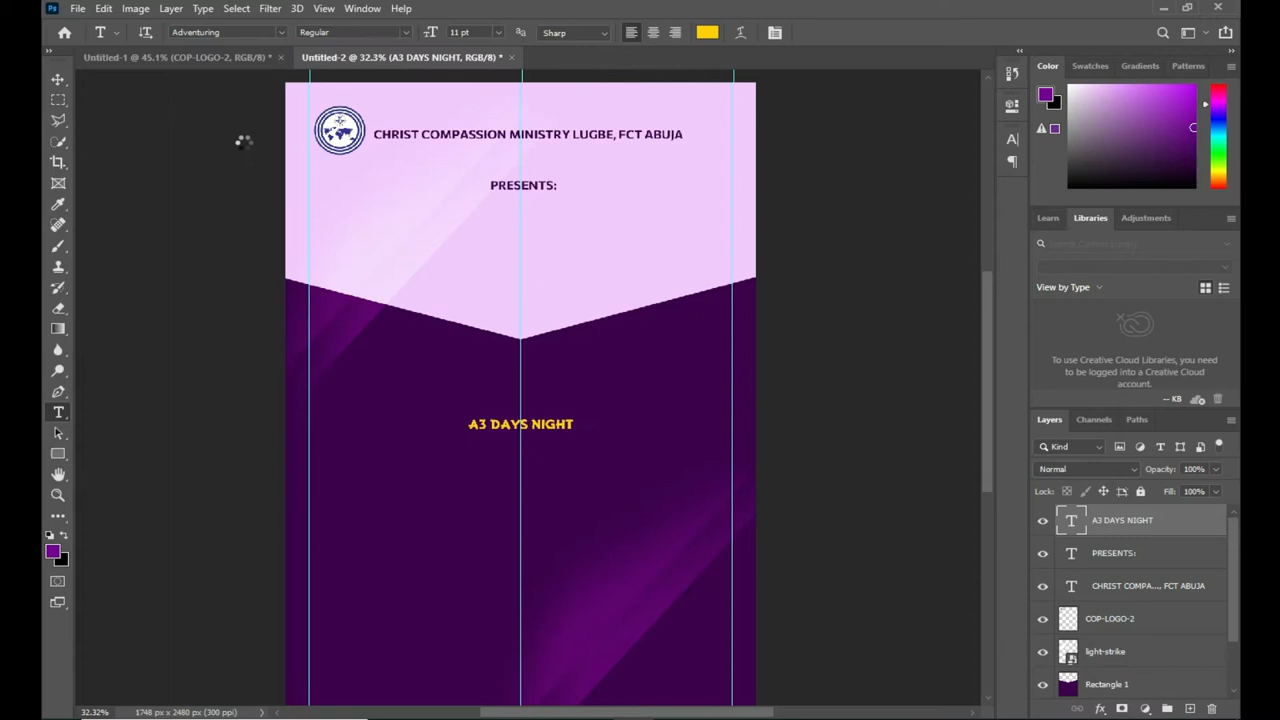 Ps File Edit Image Layer Type Select Filter 3D View Window Help
T Adventuring Regular 11 pt aa Sharp
Untitled-1 @ 45.1% (COP-LOGO-2, RGB/8) * × Untitled-2 @ 32.3% (A3 DAYS NIGHT, RGB/8) * ×
Color Swatches Gradients Patterns
CHRIST COMPASSION MINISTRY LUGBE, FCT ABUJA
PRESENTS:
A3 DAYS NIGHT
Learn Libraries Adjustments
View by Type
To use Creative Cloud Libraries, you need
to be logged into a Creative Cloud
account.
-- KB
Layers Channels Paths
Kind
Normal Opacity: 100%
Lock: Fill: 100%
T A3 DAYS NIGHT
T PRESENTS:
T CHRIST COMPA..., FCT ABUJA
COP-LOGO-2
light-strike
Rectangle 1
32.32% 1748 px x 2480 px (300 ppi)